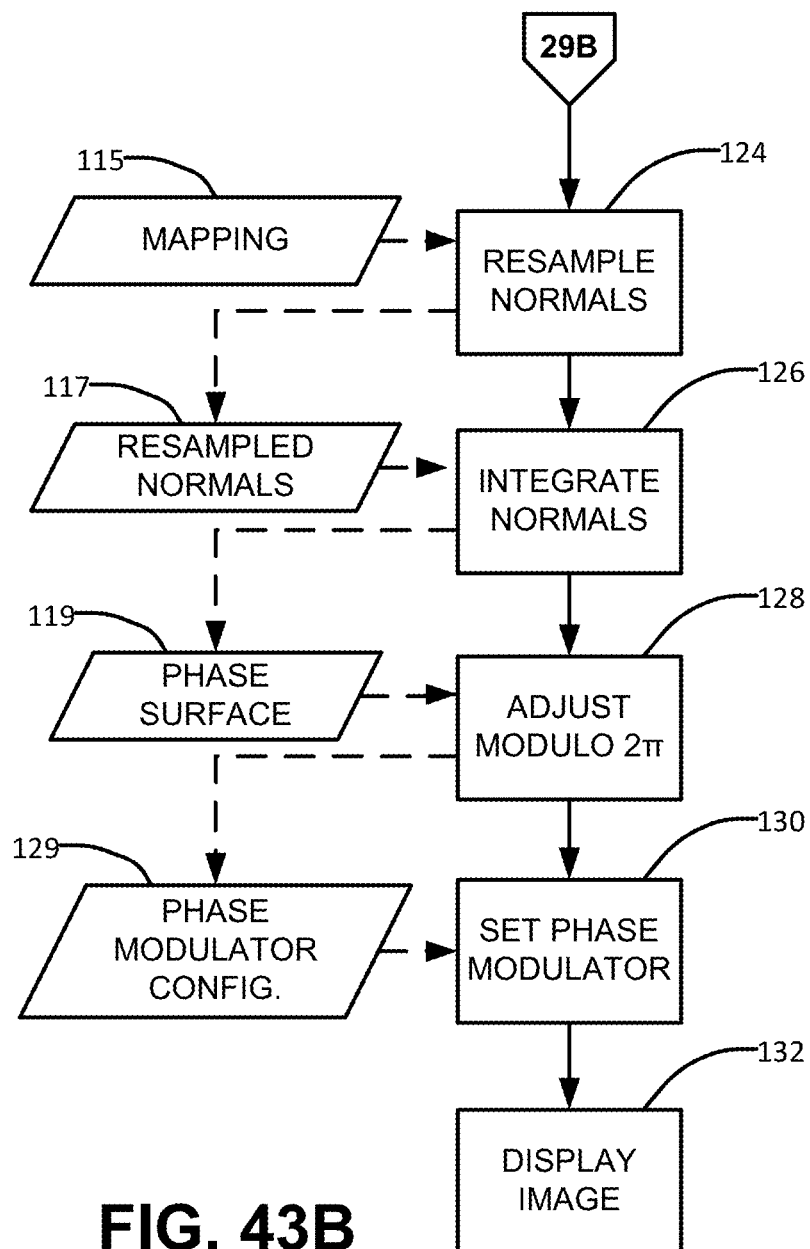 29B
115
124
MAPPING
RESAMPLE
NORMALS
117
126
RESAMPLED
NORMALS
INTEGRATE
NORMALS
119
128
PHASE
SURFACE
ADJUST
MODULO 2π
129
130
PHASE
MODULATOR
CONFIG.
SET PHASE
MODULATOR
132
DISPLAY
IMAGE
FIG. 43B